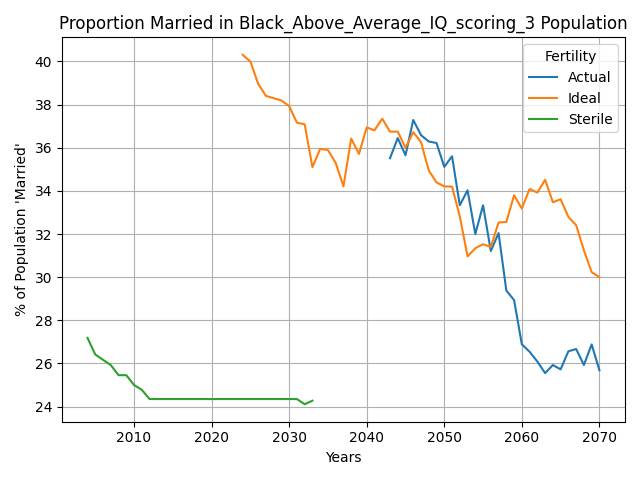 Proportion Married in Black_Above_Average_IQ_scoring_3 Population
% of Population 'Married'
40
38
36
34
32
30
28
26
24
Fertility
Actual
Ideal
Sterile
2010 2020 2030 2040 2050 2060 2070
Years